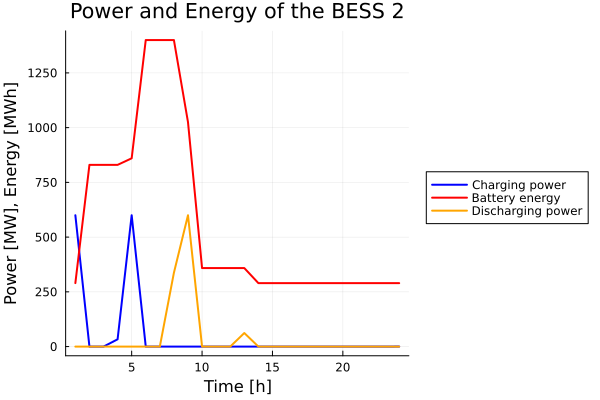 Power and Energy of the BESS 2
Power [MW], Energy [MWh]
1250
1000
750
500
250
0
5
10
15
20
Time [h]
Charging power
Battery energy
Discharging power